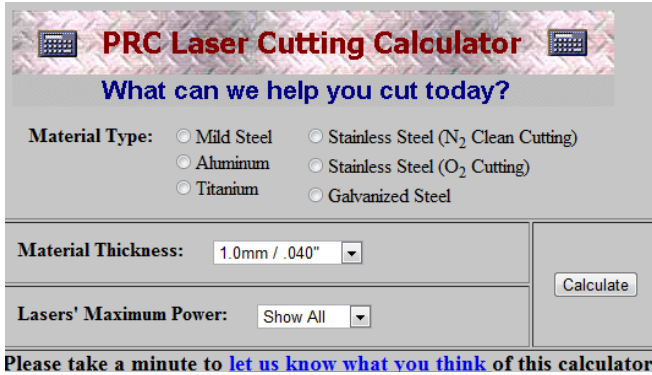 PRC Laser Cutting Calculator
What can we help you cut today?
Material Type: Mild Steel Stainless Steel (N₂ Clean Cutting)
Aluminum Stainless Steel (O₂ Cutting)
Titanium Galvanized Steel
Material Thickness: 1.0mm / .040"
Calculate
Lasers' Maximum Power: Show All
Please take a minute to let us know what you think of this calculator